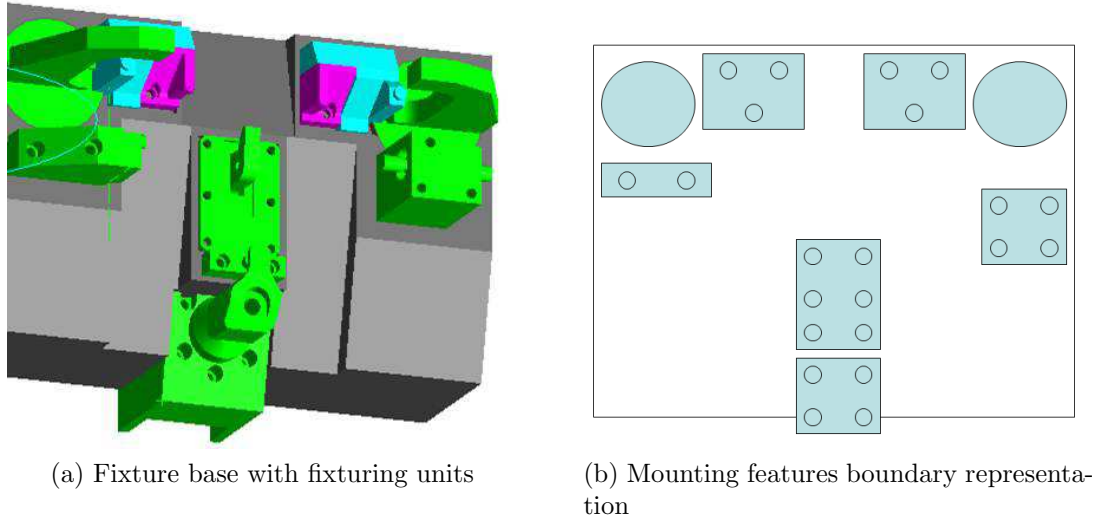 (a) Fixture base with fixturing units
(b) Mounting features boundary representa-
tion